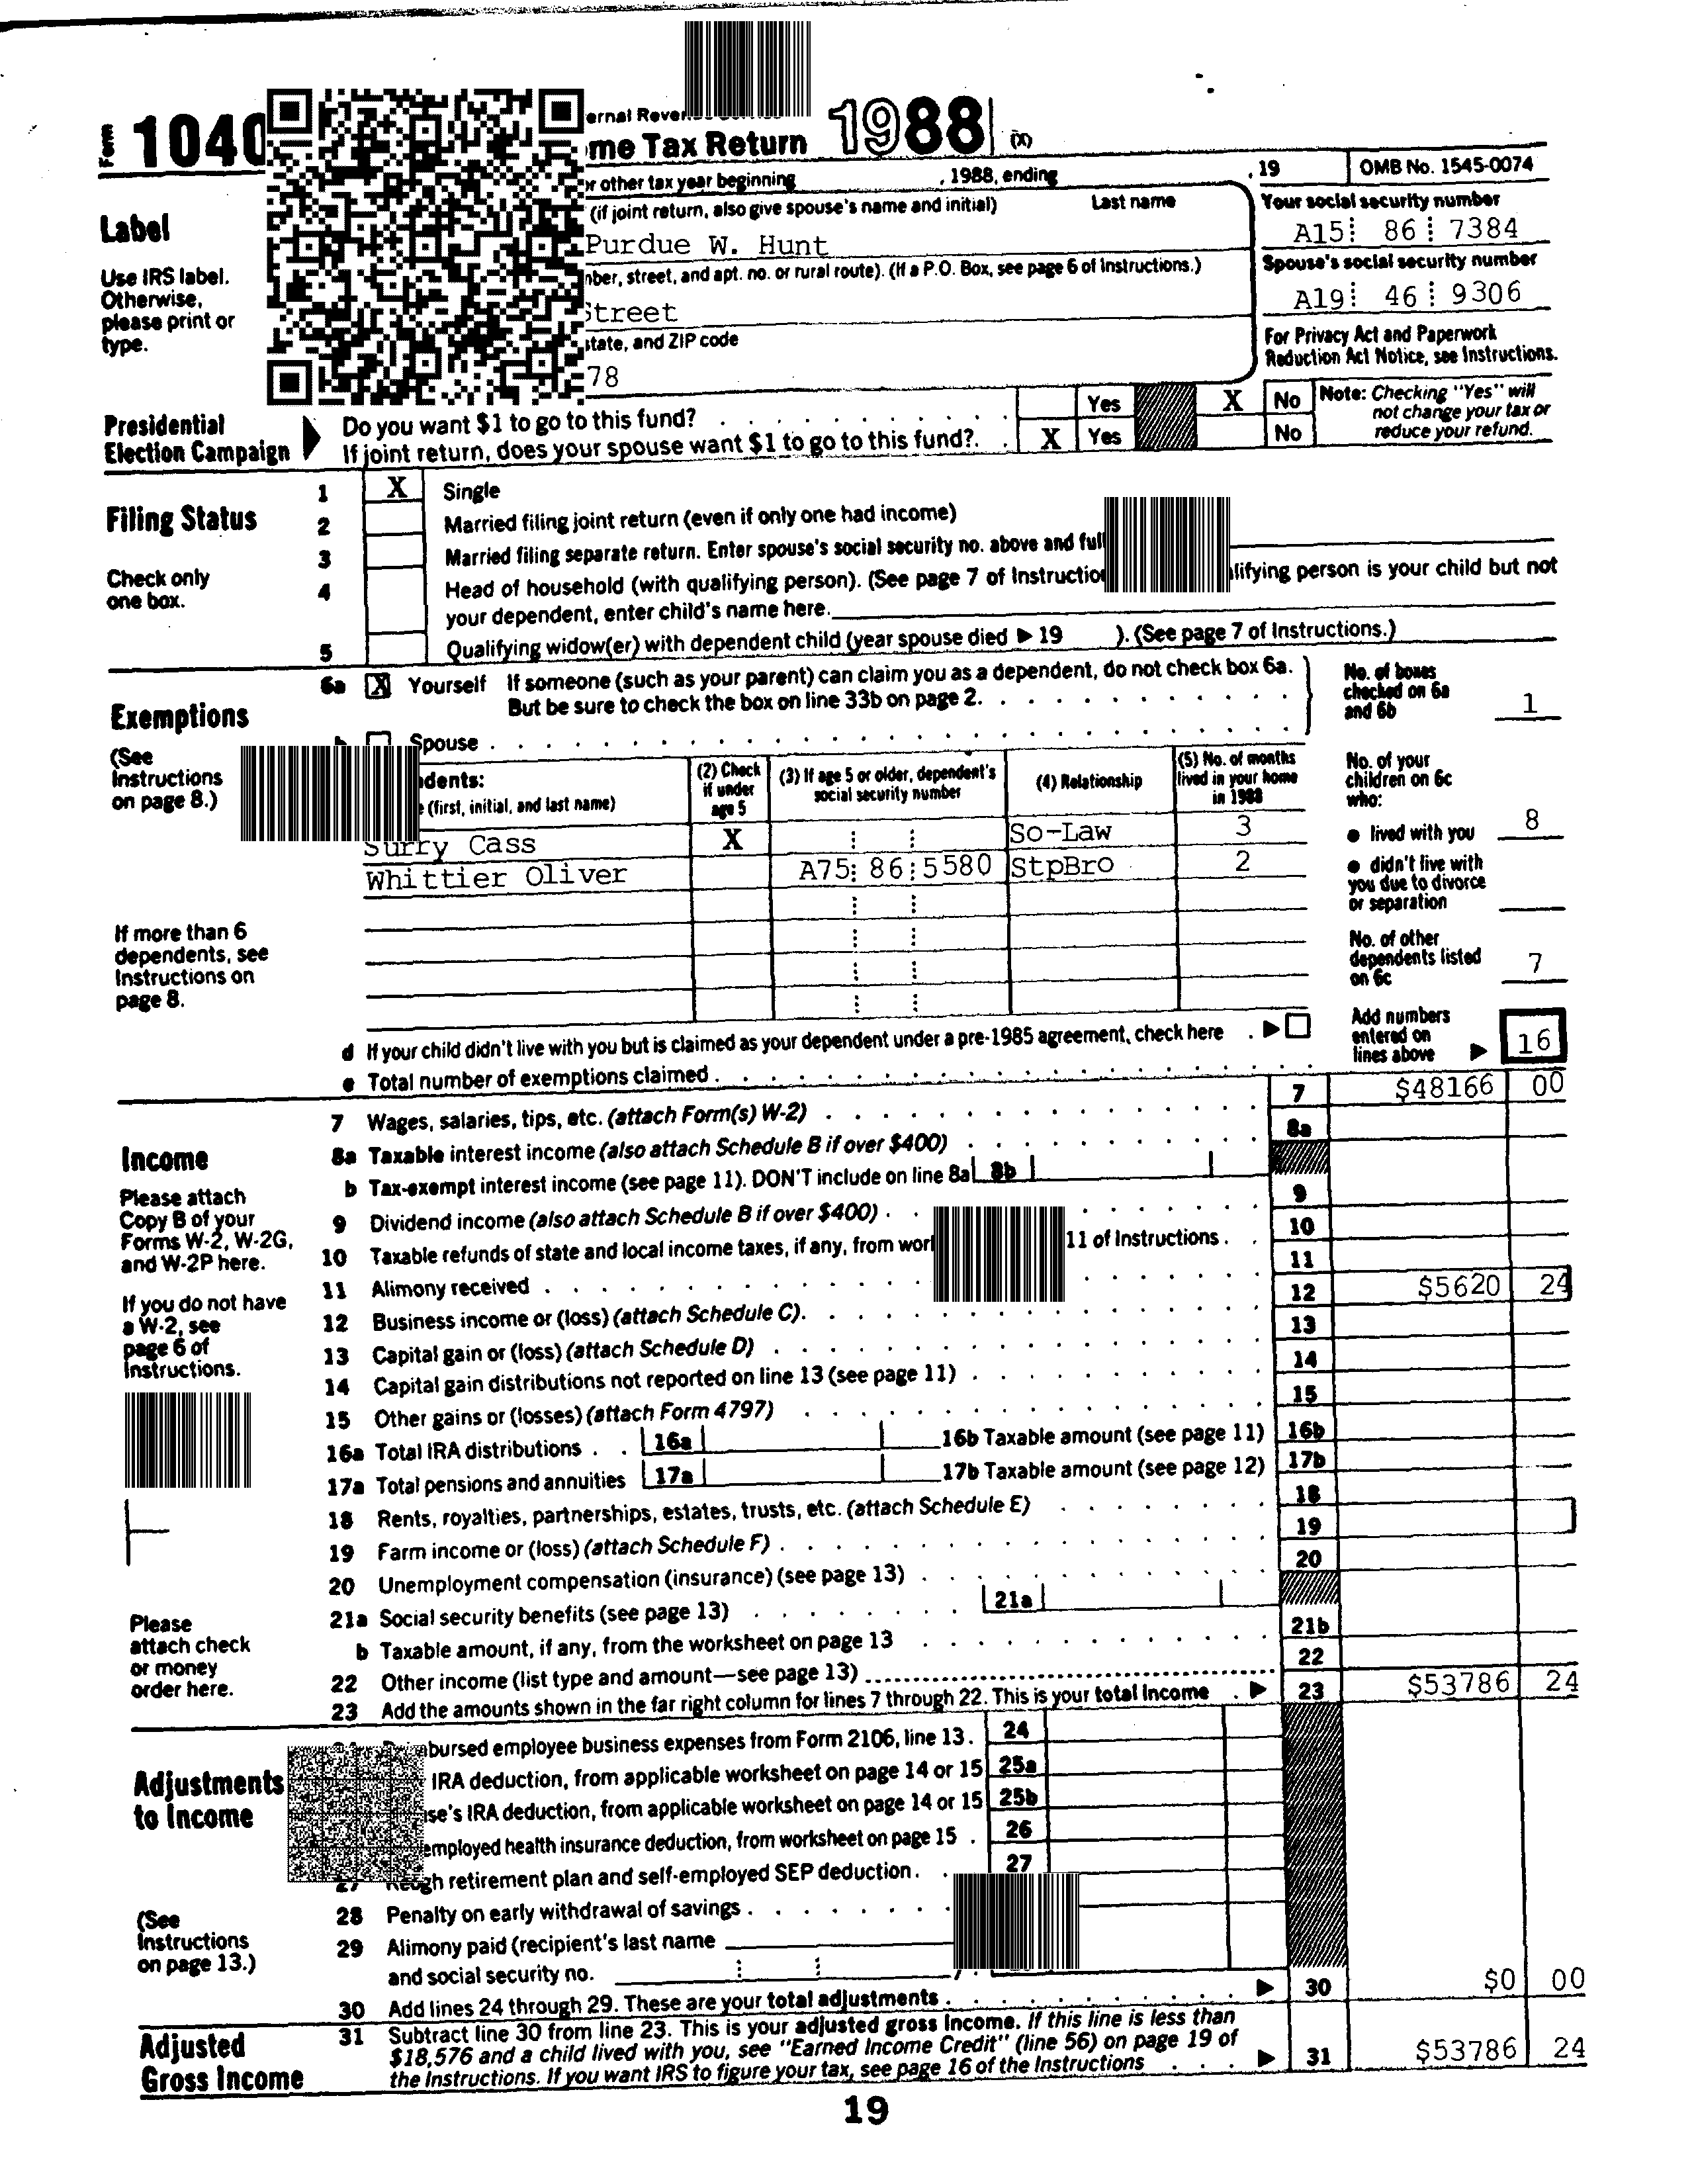 Form 1040
me Tax Return 1988 (X)
or other tax year beginning , 1988, ending , 19 OMB No. 1545-0074
Label
(if joint return, also give spouse's name and initial) Last name
Your social security number
Purdue W. Hunt
A15 86 7384
Use IRS label. Otherwise, please print or type.
number, street, and apt. no. or rural route). (If a P.O. Box, see page 6 of Instructions.)
Spouse's social security number
Street
A19 46 9306
state, and ZIP code
For Privacy Act and Paperwork Reduction Act Notice, see Instructions.
78
Presidential Election Campaign
Do you want $1 to go to this fund? Yes X No
If joint return, does your spouse want $1 to go to this fund?. X Yes No
Note: Checking "Yes" will not change your tax or reduce your refund.
Filing Status
Check only one box.
1 X Single
2 Married filing joint return (even if only one had income)
3 Married filing separate return. Enter spouse's social security no. above and full
4 Head of household (with qualifying person). (See page 7 of Instructio lifying person is your child but not
your dependent, enter child's name here.
5 Qualifying widow(er) with dependent child (year spouse died ▶ 19 ). (See page 7 of Instructions.)
Exemptions
(See Instructions on page 8.)
6a X Yourself If someone (such as your parent) can claim you as a dependent, do not check box 6a.
But be sure to check the box on line 33b on page 2.
No. of boxes checked on 6a and 6b 1
Spouse
dents:
(first, initial, and last name)
(2) Check if under age 5
(3) If age 5 or older, dependent's social security number
(4) Relationship
(5) No. of months lived in your home in 1988
No. of your children on 6c who:
Surry Cass X So-Law 3
● lived with you 8
Whittier Oliver A75 86 5580 StpBro 2
● didn't live with you due to divorce or separation
If more than 6 dependents, see Instructions on page 8.
No. of other dependents listed on 6c 7
d If your child didn't live with you but is claimed as your dependent under a pre-1985 agreement, check here . ▶
e Total number of exemptions claimed
Add numbers entered on lines above ▶ 16
Income
Please attach Copy B of your Forms W-2, W-2G, and W-2P here.
If you do not have a W-2, see page 6 of Instructions.
Please attach check or money order here.
7 Wages, salaries, tips, etc. (attach Form(s) W-2) 7 $48166 00
8a Taxable interest income (also attach Schedule B if over $400) 8a
b Tax-exempt interest income (see page 11). DON'T include on line 8a 8b
9 Dividend income (also attach Schedule B if over $400) 9
10 Taxable refunds of state and local income taxes, if any, from wor 11 of Instructions. 10
11 Alimony received 11
12 Business income or (loss) (attach Schedule C). 12 $5620 24
13 Capital gain or (loss) (attach Schedule D) 13
14 Capital gain distributions not reported on line 13 (see page 11) 14
15 Other gains or (losses) (attach Form 4797) 15
16a Total IRA distributions 16a 16b Taxable amount (see page 11) 16b
17a Total pensions and annuities 17a 17b Taxable amount (see page 12) 17b
18 Rents, royalties, partnerships, estates, trusts, etc. (attach Schedule E) 18
19 Farm income or (loss) (attach Schedule F) 19
20 Unemployment compensation (insurance) (see page 13) 20
21a Social security benefits (see page 13) 21a
b Taxable amount, if any, from the worksheet on page 13 21b
22 Other income (list type and amount—see page 13) 22
23 Add the amounts shown in the far right column for lines 7 through 22. This is your total income ▶ 23 $53786 24
Adjustments to Income
(See Instructions on page 13.)
bursed employee business expenses from Form 2106, line 13. 24
IRA deduction, from applicable worksheet on page 14 or 15 25a
se's IRA deduction, from applicable worksheet on page 14 or 15 25b
employed health insurance deduction, from worksheet on page 15 26
27 Keogh retirement plan and self-employed SEP deduction. 27
28 Penalty on early withdrawal of savings
29 Alimony paid (recipient's last name
and social security no.
30 Add lines 24 through 29. These are your total adjustments ▶ 30 $0 00
Adjusted Gross Income
31 Subtract line 30 from line 23. This is your adjusted gross income. If this line is less than
$18,576 and a child lived with you, see "Earned Income Credit" (line 56) on page 19 of
the Instructions. If you want IRS to figure your tax, see page 16 of the Instructions ▶ 31 $53786 24
19